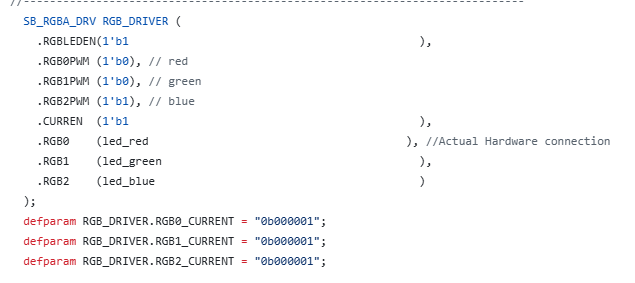 //----------------------------------------------------------------------------
SB_RGBA_DRV RGB_DRIVER (
.RGBLEDEN(1'b1 ),
.RGB0PWM (1'b0), // red
.RGB1PWM (1'b0), // green
.RGB2PWM (1'b1), // blue
.CURREN (1'b1 ),
.RGB0 (led_red ), //Actual Hardware connection
.RGB1 (led_green ),
.RGB2 (led_blue )
);
defparam RGB_DRIVER.RGB0_CURRENT = "0b000001";
defparam RGB_DRIVER.RGB1_CURRENT = "0b000001";
defparam RGB_DRIVER.RGB2_CURRENT = "0b000001";